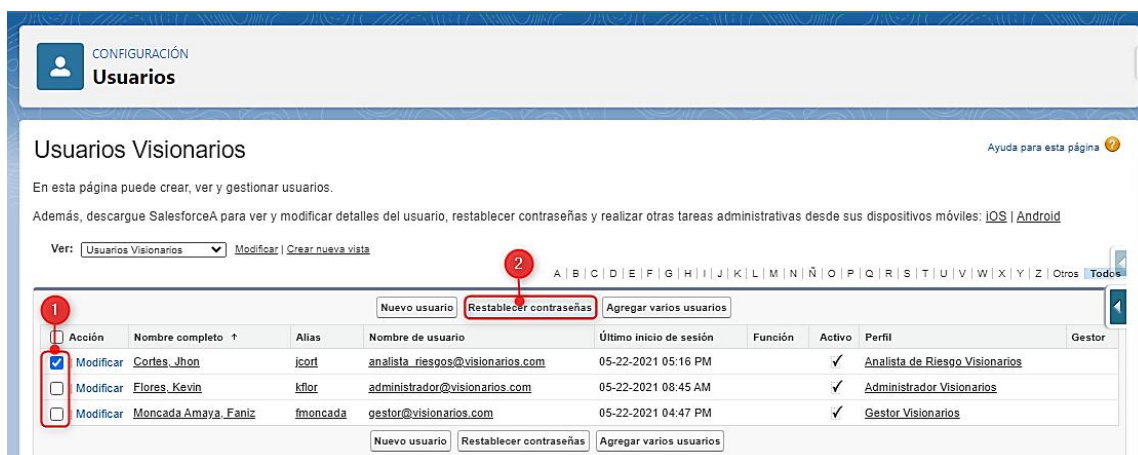 CONFIGURACIÓN
Usuarios
Usuarios Visionarios
Ayuda para esta página
En esta página puede crear, ver y gestionar usuarios.
Además, descargue SalesforceA para ver y modificar detalles del usuario, restablecer contraseñas y realizar otras tareas administrativas desde sus dispositivos móviles: iOS | Android
Ver: Usuarios Visionarios Modificar | Crear nueva vista
2
A | B | C | D | E | F | G | H | I | J | K | L | M | N | Ñ | O | P | Q | R | S | T | U | V | W | X | Y | Z | Otros Todos
1
Nuevo usuario Restablecer contraseñas Agregar varios usuarios
Acción Nombre completo ↑ Alias Nombre de usuario Último inicio de sesión Función Activo Perfil Gestor
Modificar Cortes, Jhon jcort analista_riesgos@visionarios.com 05-22-2021 05:16 PM ✓ Analista de Riesgo Visionarios
Modificar Flores, Kevin kflor administrador@visionarios.com 05-22-2021 08:45 AM ✓ Administrador Visionarios
Modificar Moncada Amaya, Faniz fmoncada gestor@visionarios.com 05-22-2021 04:47 PM ✓ Gestor Visionarios
Nuevo usuario Restablecer contraseñas Agregar varios usuarios